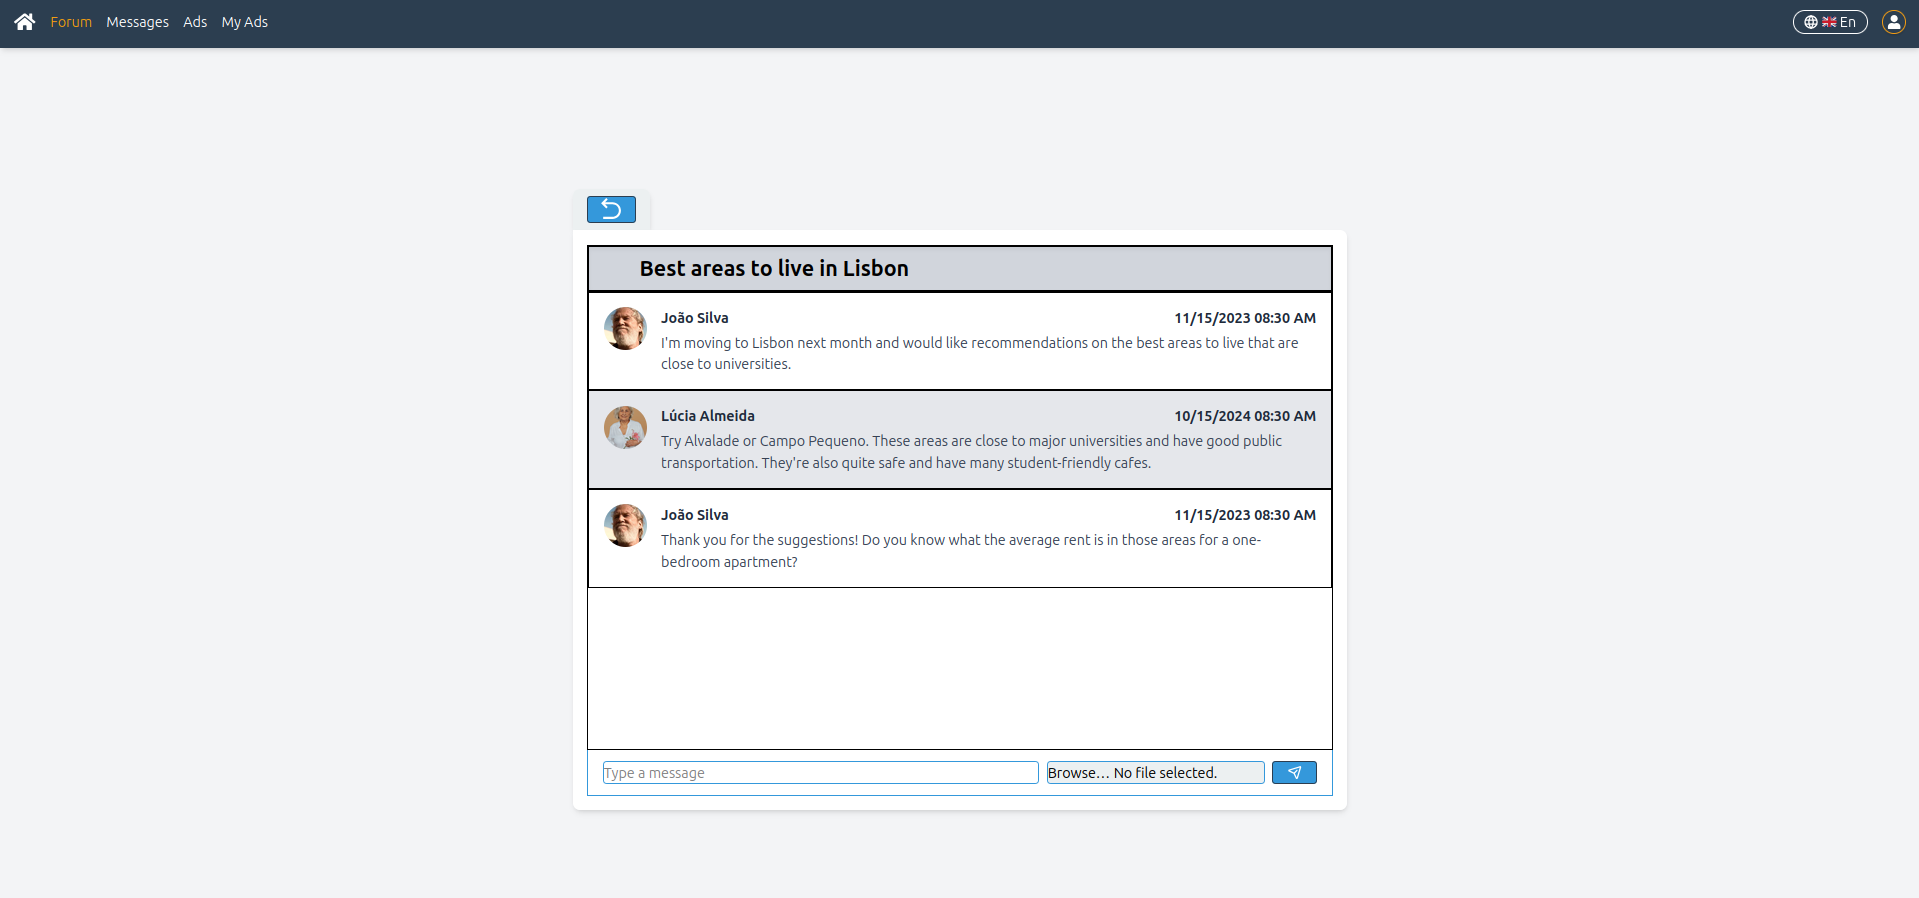 Forum Messages Ads My Ads En
Best areas to live in Lisbon
João Silva 11/15/2023 08:30 AM
I'm moving to Lisbon next month and would like recommendations on the best areas to live that are
close to universities.
Lúcia Almeida 10/15/2024 08:30 AM
Try Alvalade or Campo Pequeno. These areas are close to major universities and have good public
transportation. They're also quite safe and have many student-friendly cafes.
João Silva 11/15/2023 08:30 AM
Thank you for the suggestions! Do you know what the average rent is in those areas for a one-
bedroom apartment?
Type a message Browse... No file selected.